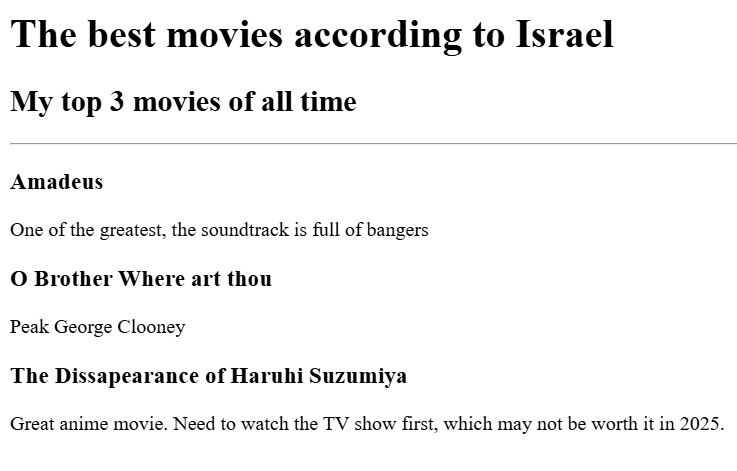 The best movies according to Israel
My top 3 movies of all time
Amadeus
One of the greatest, the soundtrack is full of bangers
O Brother Where art thou
Peak George Clooney
The Dissapearance of Haruhi Suzumiya
Great anime movie. Need to watch the TV show first, which may not be worth it in 2025.